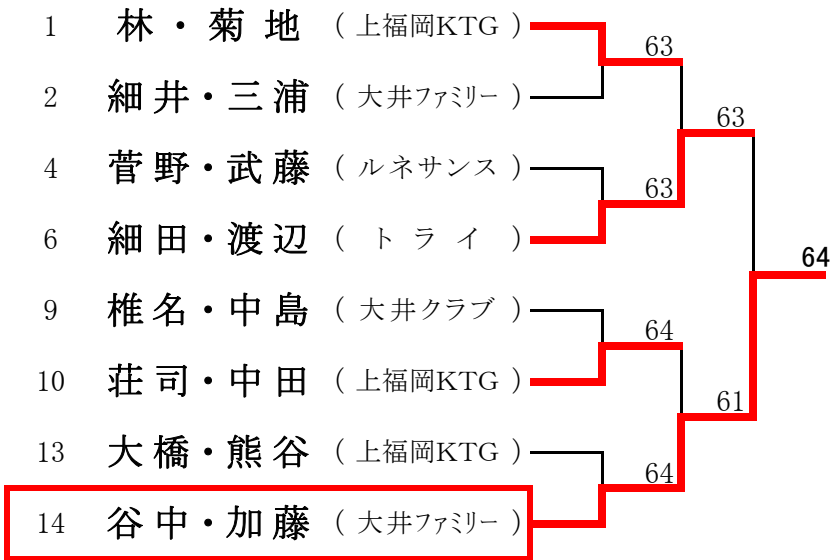 1 林・菊地 (上福岡KTG)
63
2 細井・三浦 (大井ファミリー)
63
4 菅野・武藤 (ルネサンス)
63
6 細田・渡辺 (トライ)
64
9 椎名・中島 (大井クラブ)
64
10 荘司・中田 (上福岡KTG)
61
13 大橋・熊谷 (上福岡KTG)
64
14 谷中・加藤 (大井ファミリー)